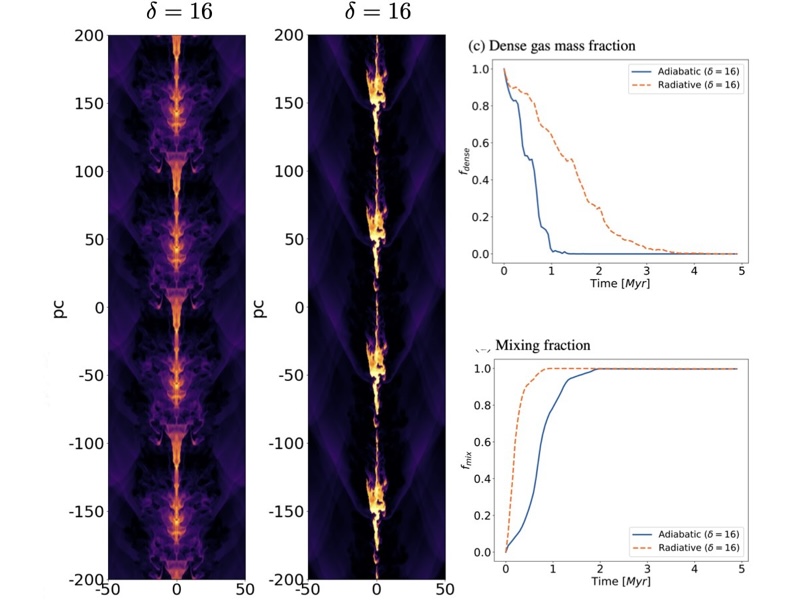 δ = 16
δ = 16
200
150
100
50
0
-50
-100
-150
-200
pc
-50
0
50
200
150
100
50
0
-50
-100
-150
-200
pc
-50
0
50
(c) Dense gas mass fraction
Adiabatic (δ = 16)
Radiative (δ = 16)
1.0
0.8
0.6
0.4
0.2
0.0
f_dense
0 1 2 3 4 5
Time [Myr]
Mixing fraction
1.0
0.8
0.6
0.4
0.2
0.0
f_mix
Adiabatic (δ = 16)
Radiative (δ = 16)
0 1 2 3 4 5
Time [Myr]